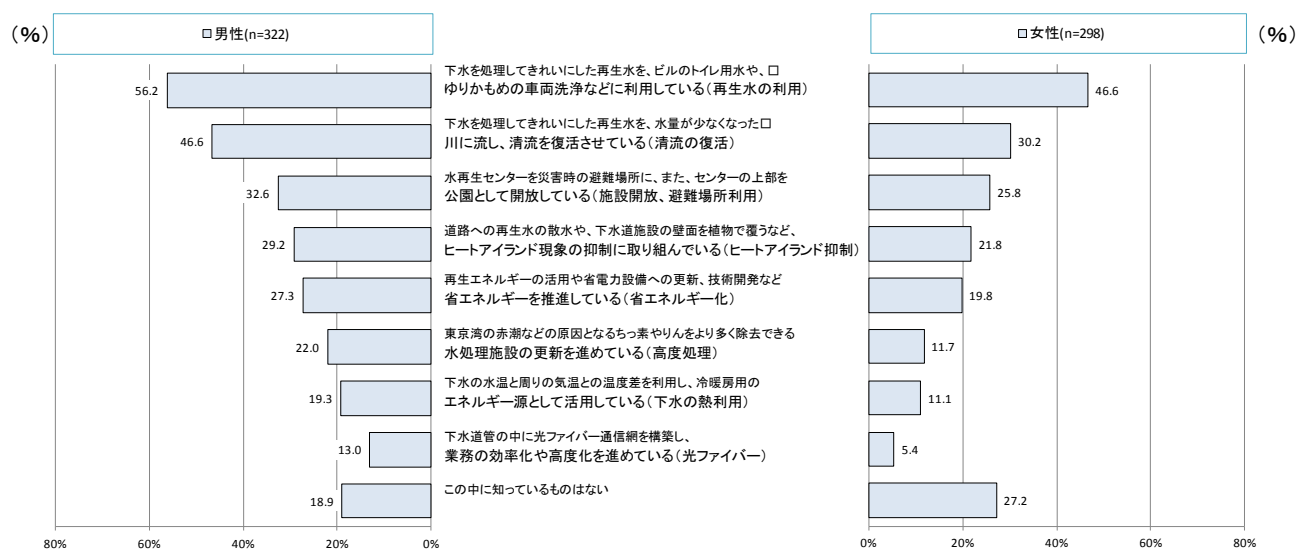 (%)
□男性(n=322)
□女性(n=298)
(%)
下水を処理してきれいにした再生水を、ビルのトイレ用水や、□
ゆりかもめの車両洗浄などに利用している(再生水の利用)
56.2
46.6
下水を処理してきれいにした再生水を、水量が少なくなった□
川に流し、清流を復活させている(清流の復活)
46.6
30.2
水再生センターを災害時の避難場所に、また、センターの上部を
公園として開放している(施設開放、避難場所利用)
32.6
25.8
道路への再生水の散水や、下水道施設の壁面を植物で覆うなど、
ヒートアイランド現象の抑制に取り組んでいる(ヒートアイランド抑制)
29.2
21.8
再生エネルギーの活用や省電力設備への更新、技術開発など
省エネルギーを推進している(省エネルギー化)
27.3
19.8
東京湾の赤潮などの原因となるちっ素やりんをより多く除去できる
水処理施設の更新を進めている(高度処理)
22.0
11.7
下水の水温と周りの気温との温度差を利用し、冷暖房用の
エネルギー源として活用している(下水の熱利用)
19.3
11.1
下水道管の中に光ファイバー通信網を構築し、
業務の効率化や高度化を進めている(光ファイバー)
13.0
5.4
この中に知っているものはない
18.9
27.2
80% 60% 40% 20% 0%
0% 20% 40% 60% 80%